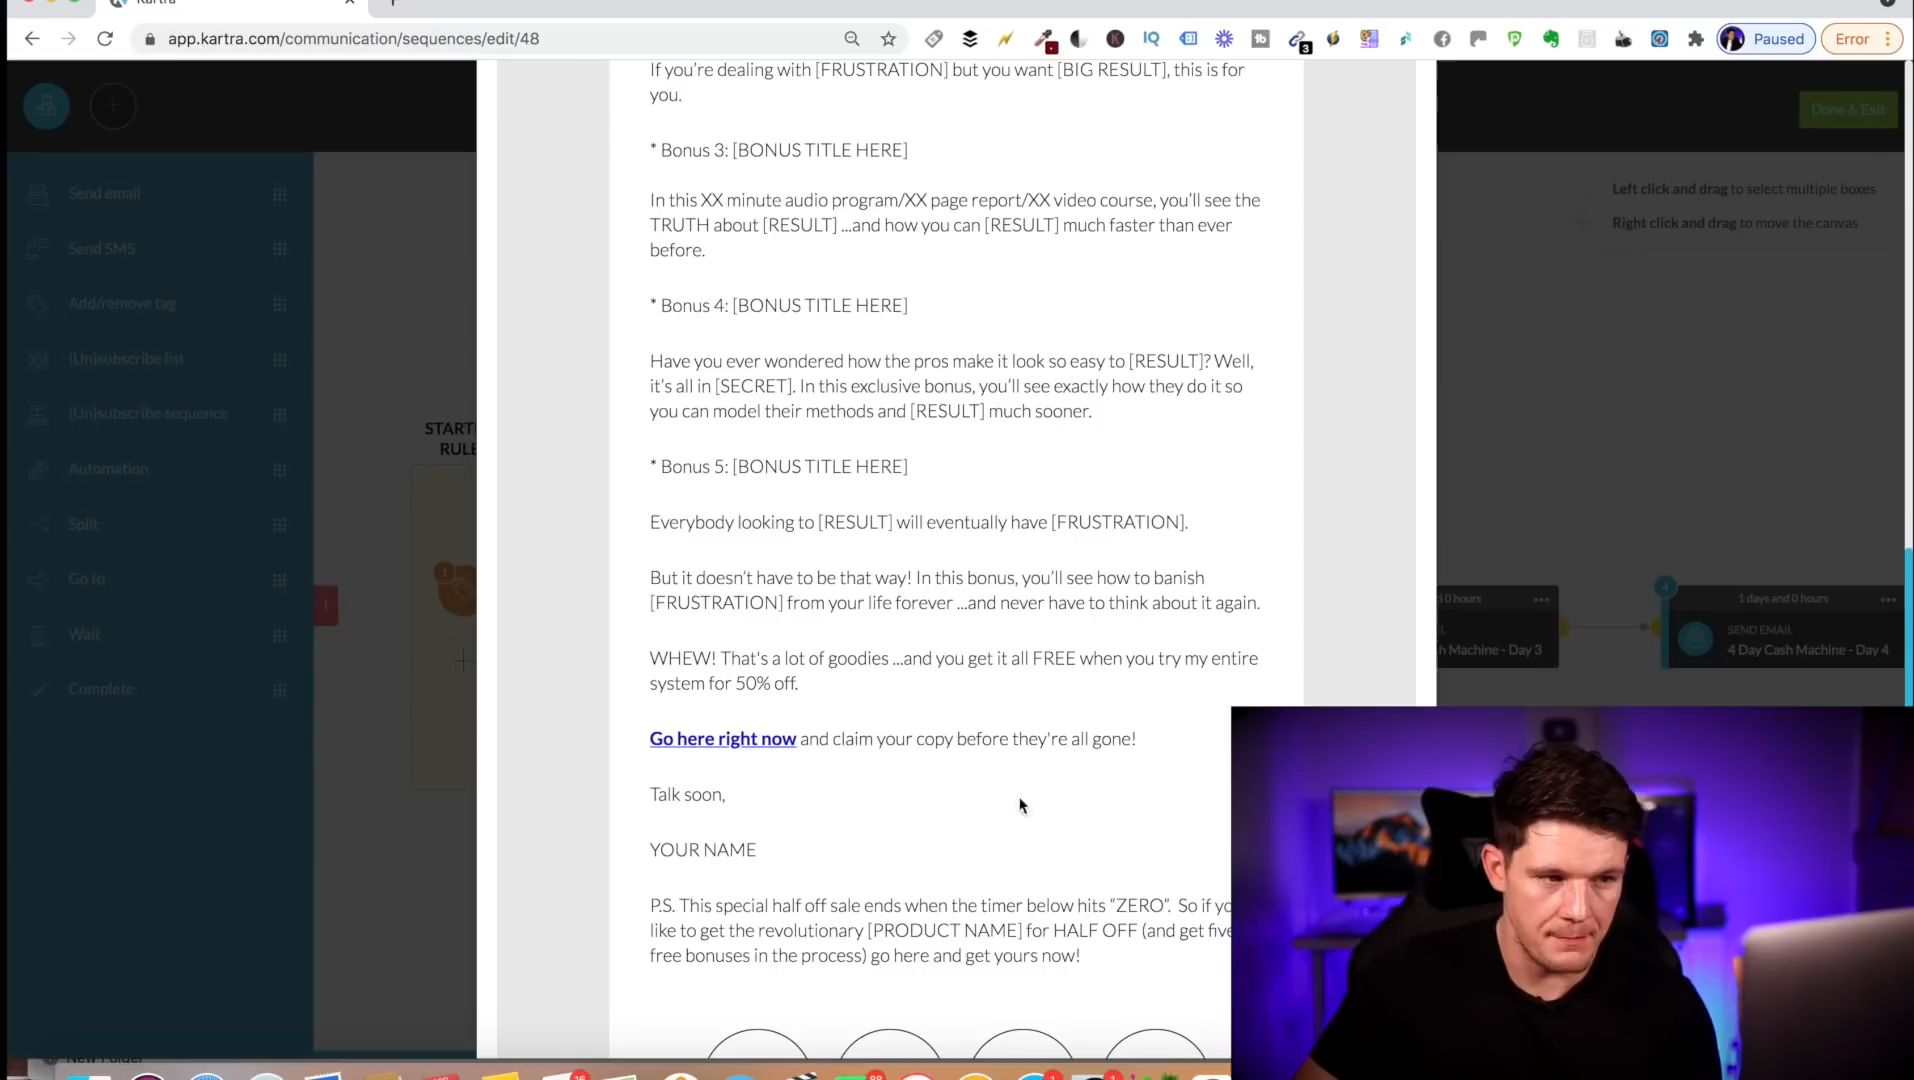 Kartra
app.kartra.com/communication/sequences/edit/48
3
Paused
Error
If you’re dealing with [FRUSTRATION] but you want [BIG RESULT], this is for
you.
Done & Exit
* Bonus 3: [BONUS TITLE HERE]
Send email
Left click and drag to select multiple boxes
In this XX minute audio program/XX page report/XX video course, you’ll see the
TRUTH about [RESULT] ...and how you can [RESULT] much faster than ever
before.
Right click and drag to move the canvas
Send SMS
Add/remove tag
* Bonus 4: [BONUS TITLE HERE]
(Un)subscribe list
Have you ever wondered how the pros make it look so easy to [RESULT]? Well,
it’s all in [SECRET]. In this exclusive bonus, you’ll see exactly how they do it so
you can model their methods and [RESULT] much sooner.
(Un)subscribe sequence
START
RULE
Automation
* Bonus 5: [BONUS TITLE HERE]
Split
Everybody looking to [RESULT] will eventually have [FRUSTRATION].
Go to
1
But it doesn’t have to be that way! In this bonus, you’ll see how to banish
[FRUSTRATION] from your life forever ...and never have to think about it again.
4
0 hours
1 days and 0 hours
Wait
SEND EMAIL
Machine - Day 3
4 Day Cash Machine - Day 4
WHEW! That's a lot of goodies ...and you get it all FREE when you try my entire
system for 50% off.
Complete
Go here right now and claim your copy before they're all gone!
Talk soon,
YOUR NAME
P.S. This special half off sale ends when the timer below hits “ZERO”. So if
like to get the revolutionary [PRODUCT NAME] for HALF OFF (and get five
free bonuses in the process) go here and get yours now!
New Folder
16
88
1
1